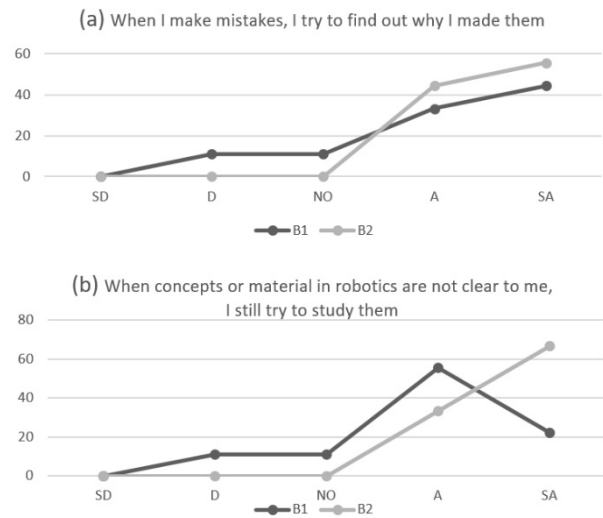 (a) When I make mistakes, I try to find out why I made them
60
40
20
0
SD D NO A SA
B1 B2
(b) When concepts or material in robotics are not clear to me,
I still try to study them
80
60
40
20
0
SD D NO A SA
B1 B2